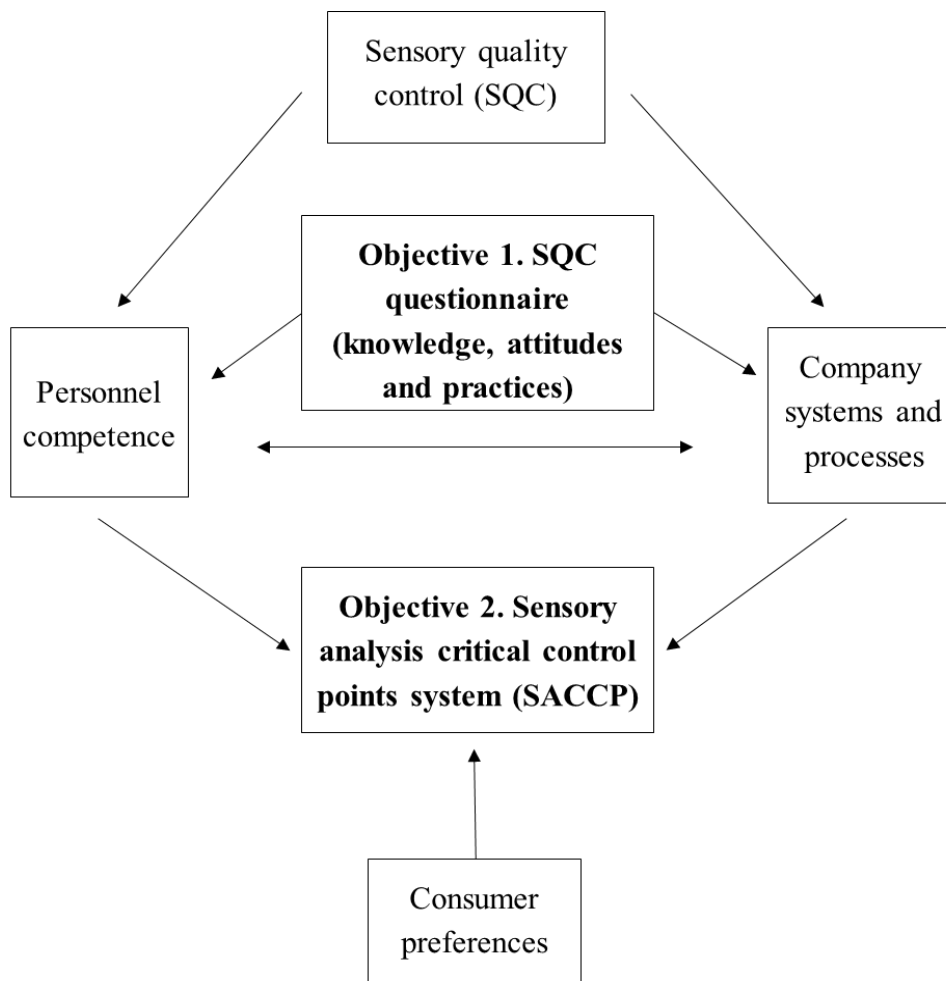 Sensory quality
control (SQC)
Objective 1. SQC
questionnaire
(knowledge, attitudes
and practices)
Personnel
competence
Company
systems and
processes
Objective 2. Sensory
analysis critical control
points system (SACCP)
Consumer
preferences